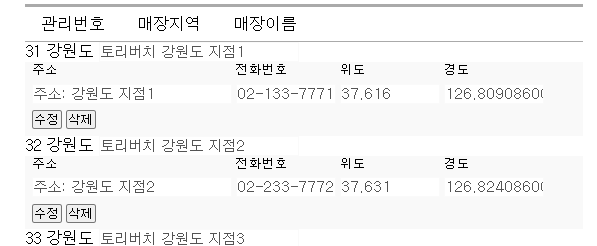 관리번호 매장지역 매장이름
31 강원도 토리버치 강원도 지점1
주소 전화번호 위도 경도
주소: 강원도 지점1 02-133-7771 37,616 126,80908600
수정 삭제
32 강원도 토리버치 강원도 지점2
주소 전화번호 위도 경도
주소: 강원도 지점2 02-233-7772 37,631 126,82408600
수정 삭제
33 강원도 토리버치 강원도 지점3